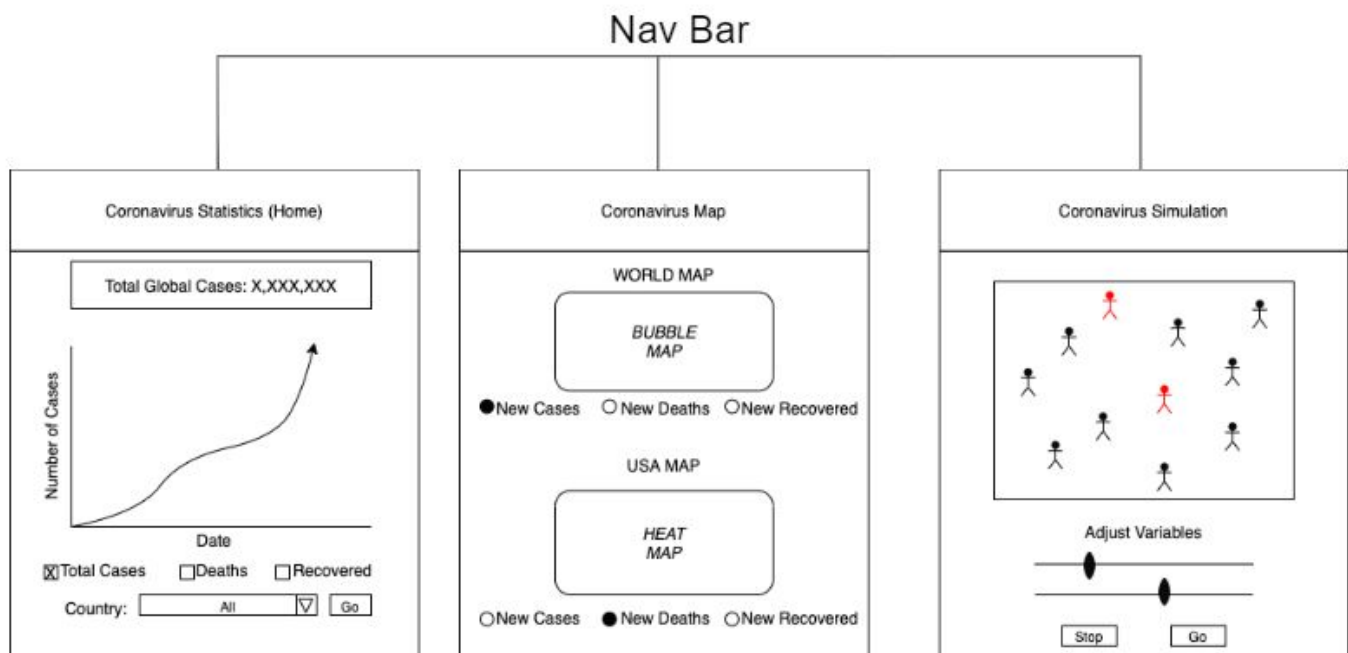 Nav Bar
Coronavirus Statistics (Home)
Total Global Cases: X,XXX,XXX
Number of Cases
Date
X Total Cases Deaths Recovered
Country: All Go
Coronavirus Map
WORLD MAP
BUBBLE
MAP
New Cases New Deaths New Recovered
USA MAP
HEAT
MAP
New Cases New Deaths New Recovered
Coronavirus Simulation
Adjust Variables
Stop Go